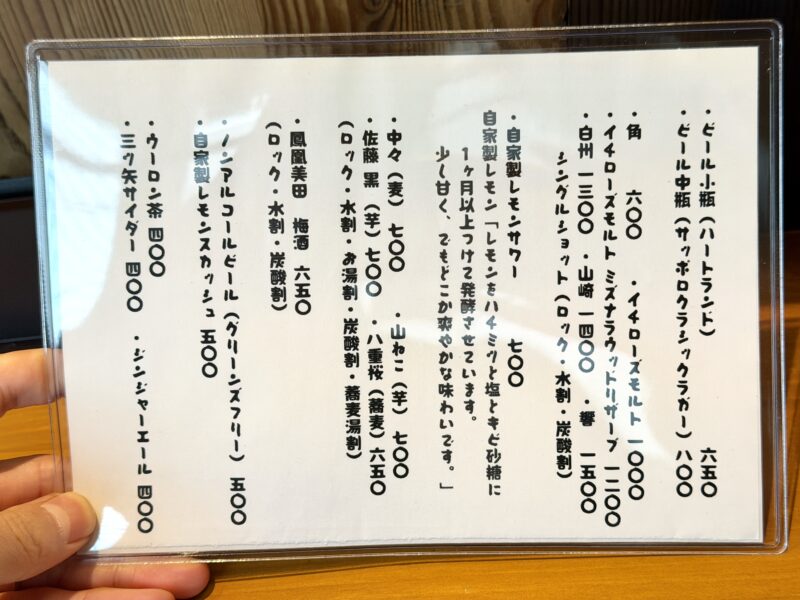 ・ビール小瓶（ハートランド）　六五〇
・ビール中瓶（サッポロクラシックラガー）八〇〇
・角　六〇〇　・イチローズモルト　一〇〇〇
・イチローズモルト ミズナラウッドリザーブ　一二〇〇
・白州　一三〇〇　・山崎　一四〇〇　・響　一五〇〇
シングルショット（ロック・水割・炭酸割）
・自家製レモンサワー　七〇〇
自家製レモン「レモンをハチミツと塩ときび砂糖に
１ヶ月以上つけて発酵させています。
少し甘く、でもどこか爽やかな味わいです。」
・中々（麦）七〇〇　・山ねこ（芋）七〇〇
・佐藤 黒（芋）七〇〇　・八重桜（蕎麦）六五〇
（ロック・水割・お湯割・炭酸割・蕎麦湯割）
・鳳凰美田　梅酒　六五〇
（ロック・水割・炭酸割）
・ノンアルコールビール（グリーンズフリー）五〇〇
・自家製レモンスカッシュ　五〇〇
・ウーロン茶　四〇〇
・三ツ矢サイダー　四〇〇　・ジンジャーエール　四〇〇